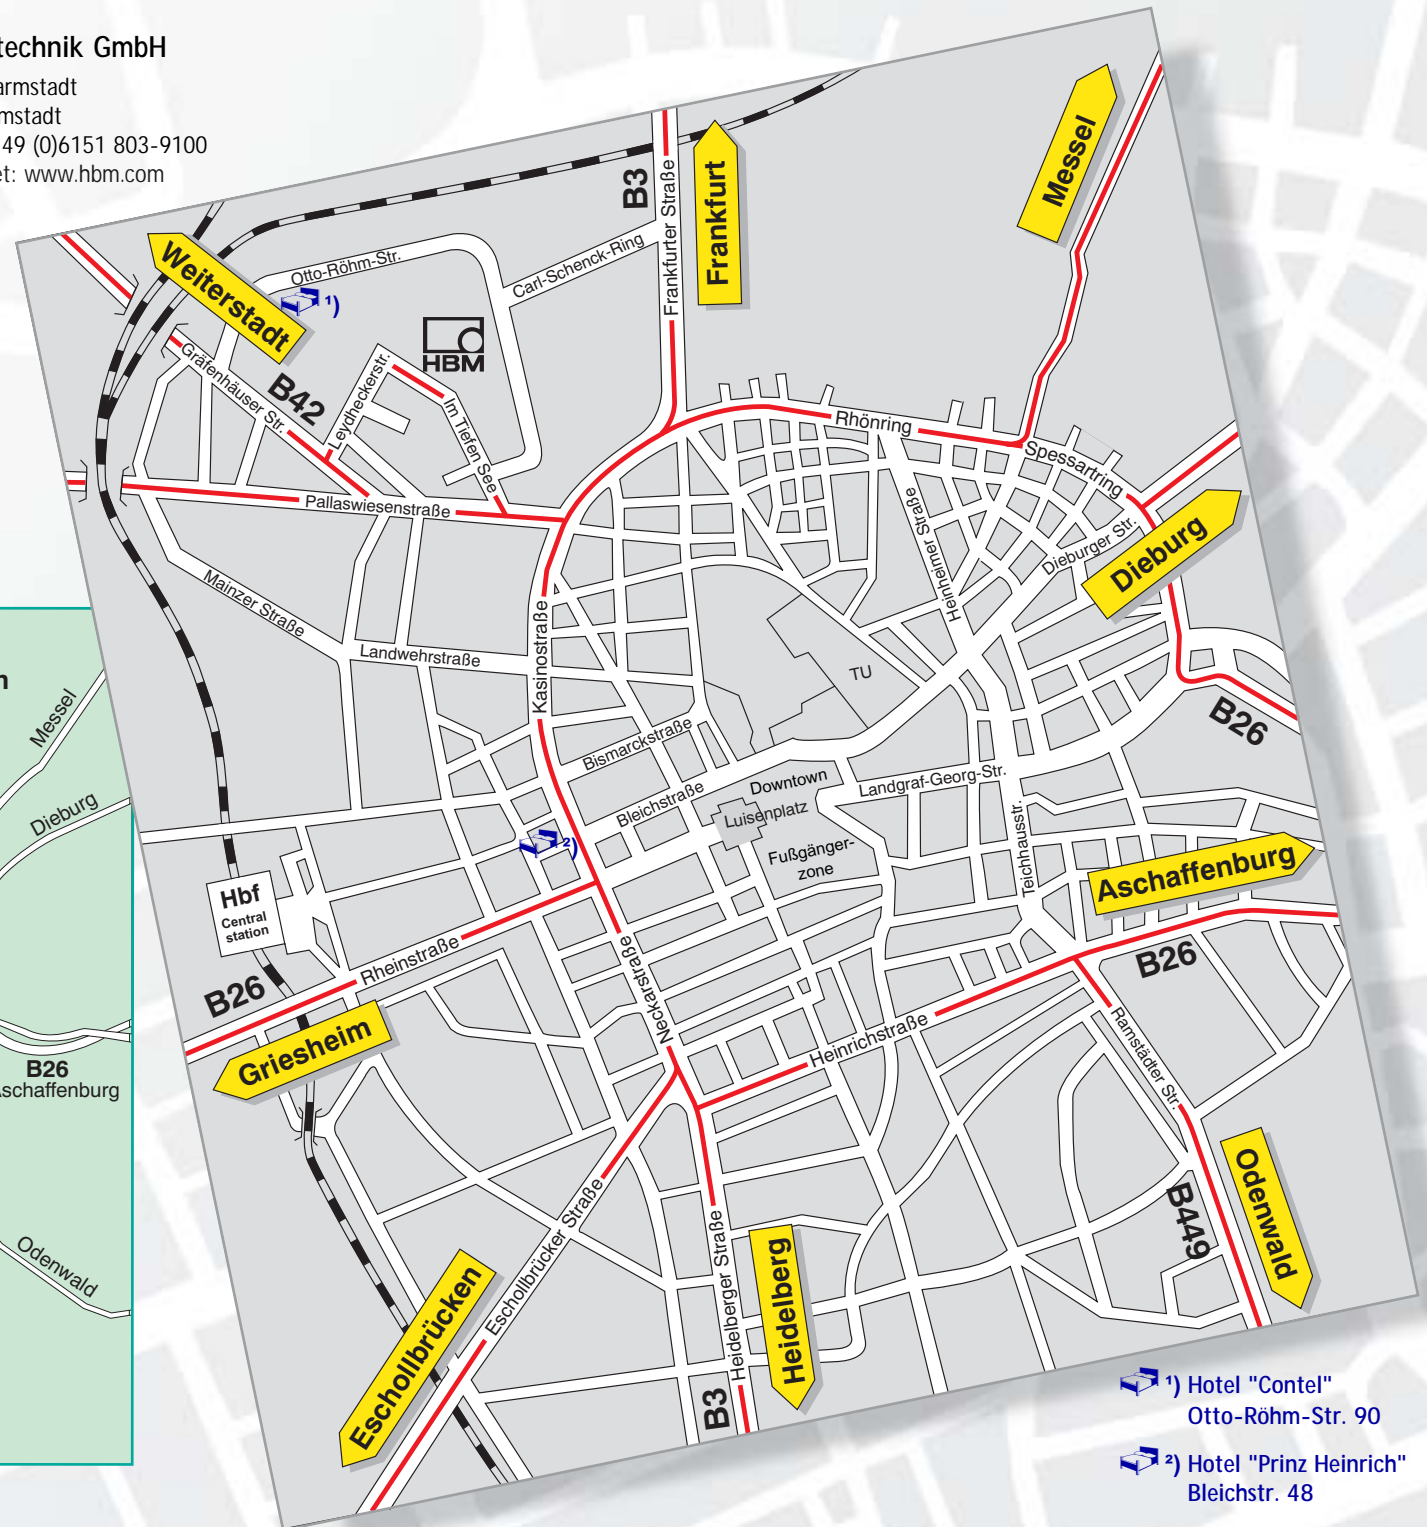 technik GmbH
armstadt
mstadt
49 (0)6151 803-9100
et: www.hbm.com
Messel
Frankfurt
B3
Frankfurter Straße
Weiterstadt
Otto-Röhm-Str.
Carl-Schenck-Ring
¹)
HBM
Gräfenhäuser Str.
B42
Leydheckerstr.
Im Tiefen See
Rhönring
Spessartring
Pallaswiesenstraße
Heinheimer Straße
Dieburger Str.
Dieburg
Mainzer Straße
Landwehrstraße
Kasinostraße
TU
B26
Bismarckstraße
Bleichstraße
Downtown
Luisenplatz
Landgraf-Georg-Str.
Fußgänger-
zone
²)
Teichhausstr.
Aschaffenburg
B26
Hbf
Central
station
Rheinstraße
B26
Griesheim
Neckarstraße
Heinrichstraße
Ramstädter Str.
Odenwald
B449
Eschollbrücker Straße
Eschollbrücken
Heidelberger Straße
Heidelberg
B3
n
Messel
Dieburg
B26
Aschaffenburg
Odenwald
¹) Hotel "Contel"
Otto-Röhm-Str. 90
²) Hotel "Prinz Heinrich"
Bleichstr. 48